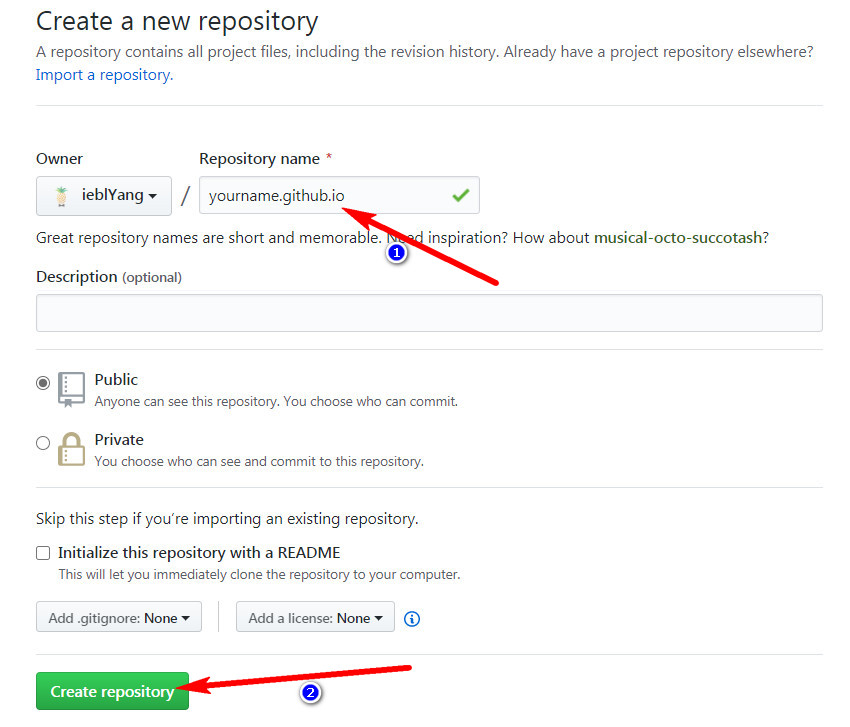 Create a new repository
A repository contains all project files, including the revision history. Already have a project repository elsewhere?
Import a repository.
Owner
Repository name *
ieblYang
/
yourname.github.io
Great repository names are short and memorable. Need inspiration? How about musical-octo-succotash?
1
Description (optional)
Public
Anyone can see this repository. You choose who can commit.
Private
You choose who can see and commit to this repository.
Skip this step if you’re importing an existing repository.
Initialize this repository with a README
This will let you immediately clone the repository to your computer.
Add .gitignore: None
Add a license: None
Create repository
2